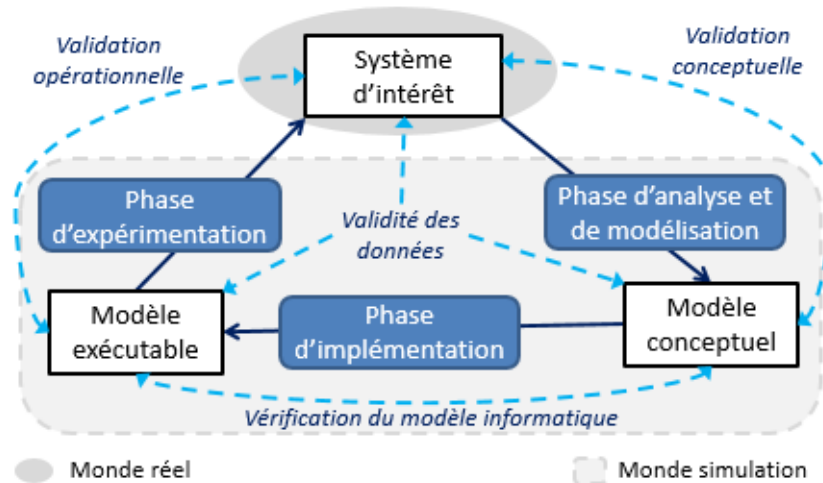 Validation
opérationnelle
Système
d'intérêt
Validation
conceptuelle
Phase
d'expérimentation
Validité des
données
Phase d'analyse et
de modélisation
Modèle
exécutable
Phase
d'implémentation
Modèle
conceptuel
Vérification du modèle informatique
Monde réel
Monde simulation